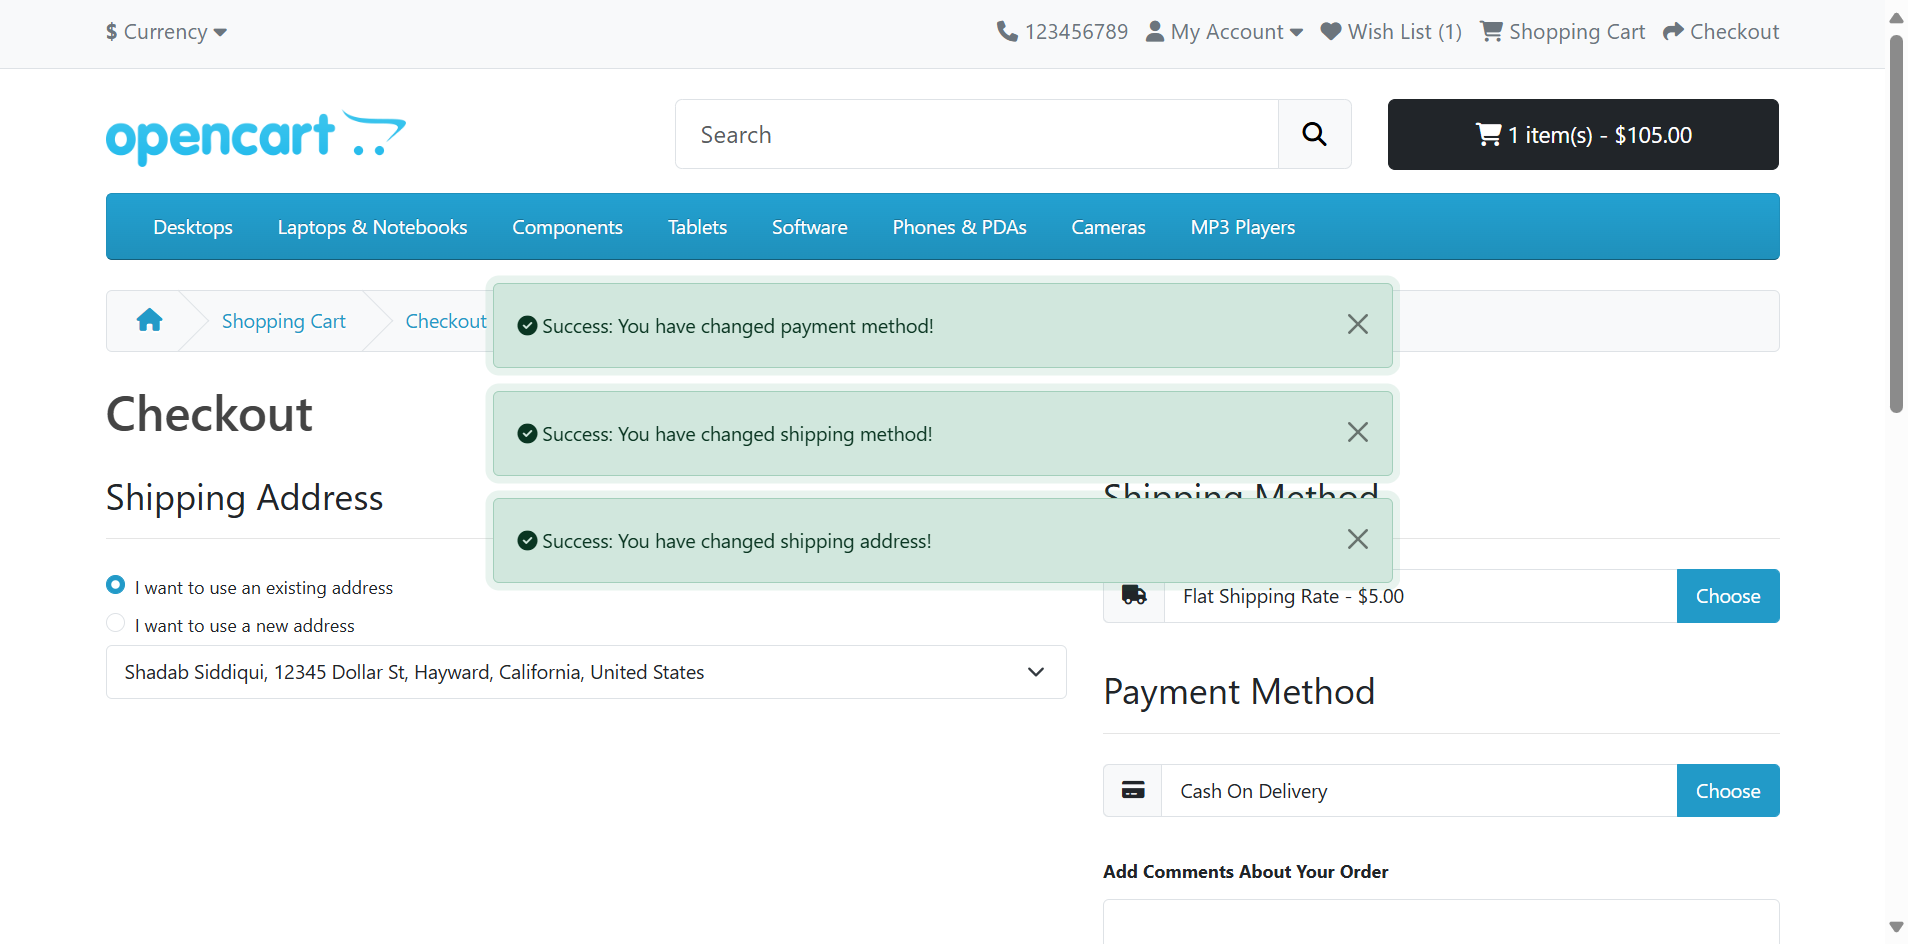 $ Currency
123456789 My Account Wish List (1) Shopping Cart Checkout
opencart
Search
1 item(s) - $105.00
Desktops Laptops & Notebooks Components Tablets Software Phones & PDAs Cameras MP3 Players
Shopping Cart Checkout
Success: You have changed payment method!
Checkout
Success: You have changed shipping method!
Shipping Address
Shipping Method
Success: You have changed shipping address!
I want to use an existing address
I want to use a new address
Shadab Siddiqui, 12345 Dollar St, Hayward, California, United States
Flat Shipping Rate - $5.00
Choose
Payment Method
Cash On Delivery
Choose
Add Comments About Your Order